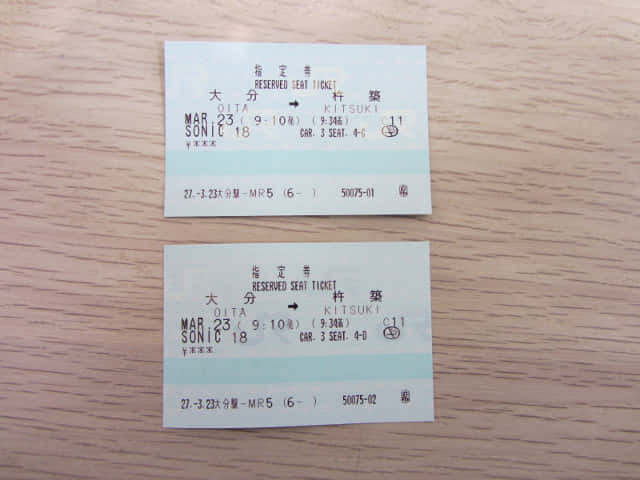 指定券
RESERVED SEAT TICKET
大分 → 杵築
OITA KITSUKI
MAR 23 ( 9:10発) (9:34着) C11
SONIC 18 CAR. 3 SEAT. 4-C
¥***
27.-3.23大分駅-MR5 (6- ) 50075-01
指定券
RESERVED SEAT TICKET
大分 → 杵築
OITA KITSUKI
MAR 23 ( 9:10発) (9:34着) C11
SONIC 18 CAR. 3 SEAT. 4-D
¥***
27.-3.23大分駅-MR5 (6- ) 50075-02